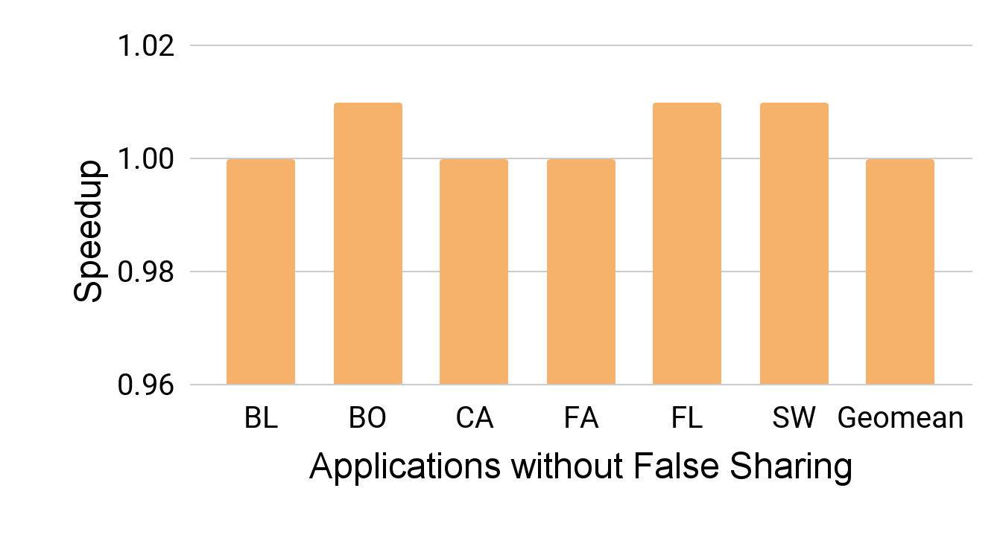 1.02
1.00
0.98
0.96
Speedup
BL BO CA FA FL SW Geomean
Applications without False Sharing